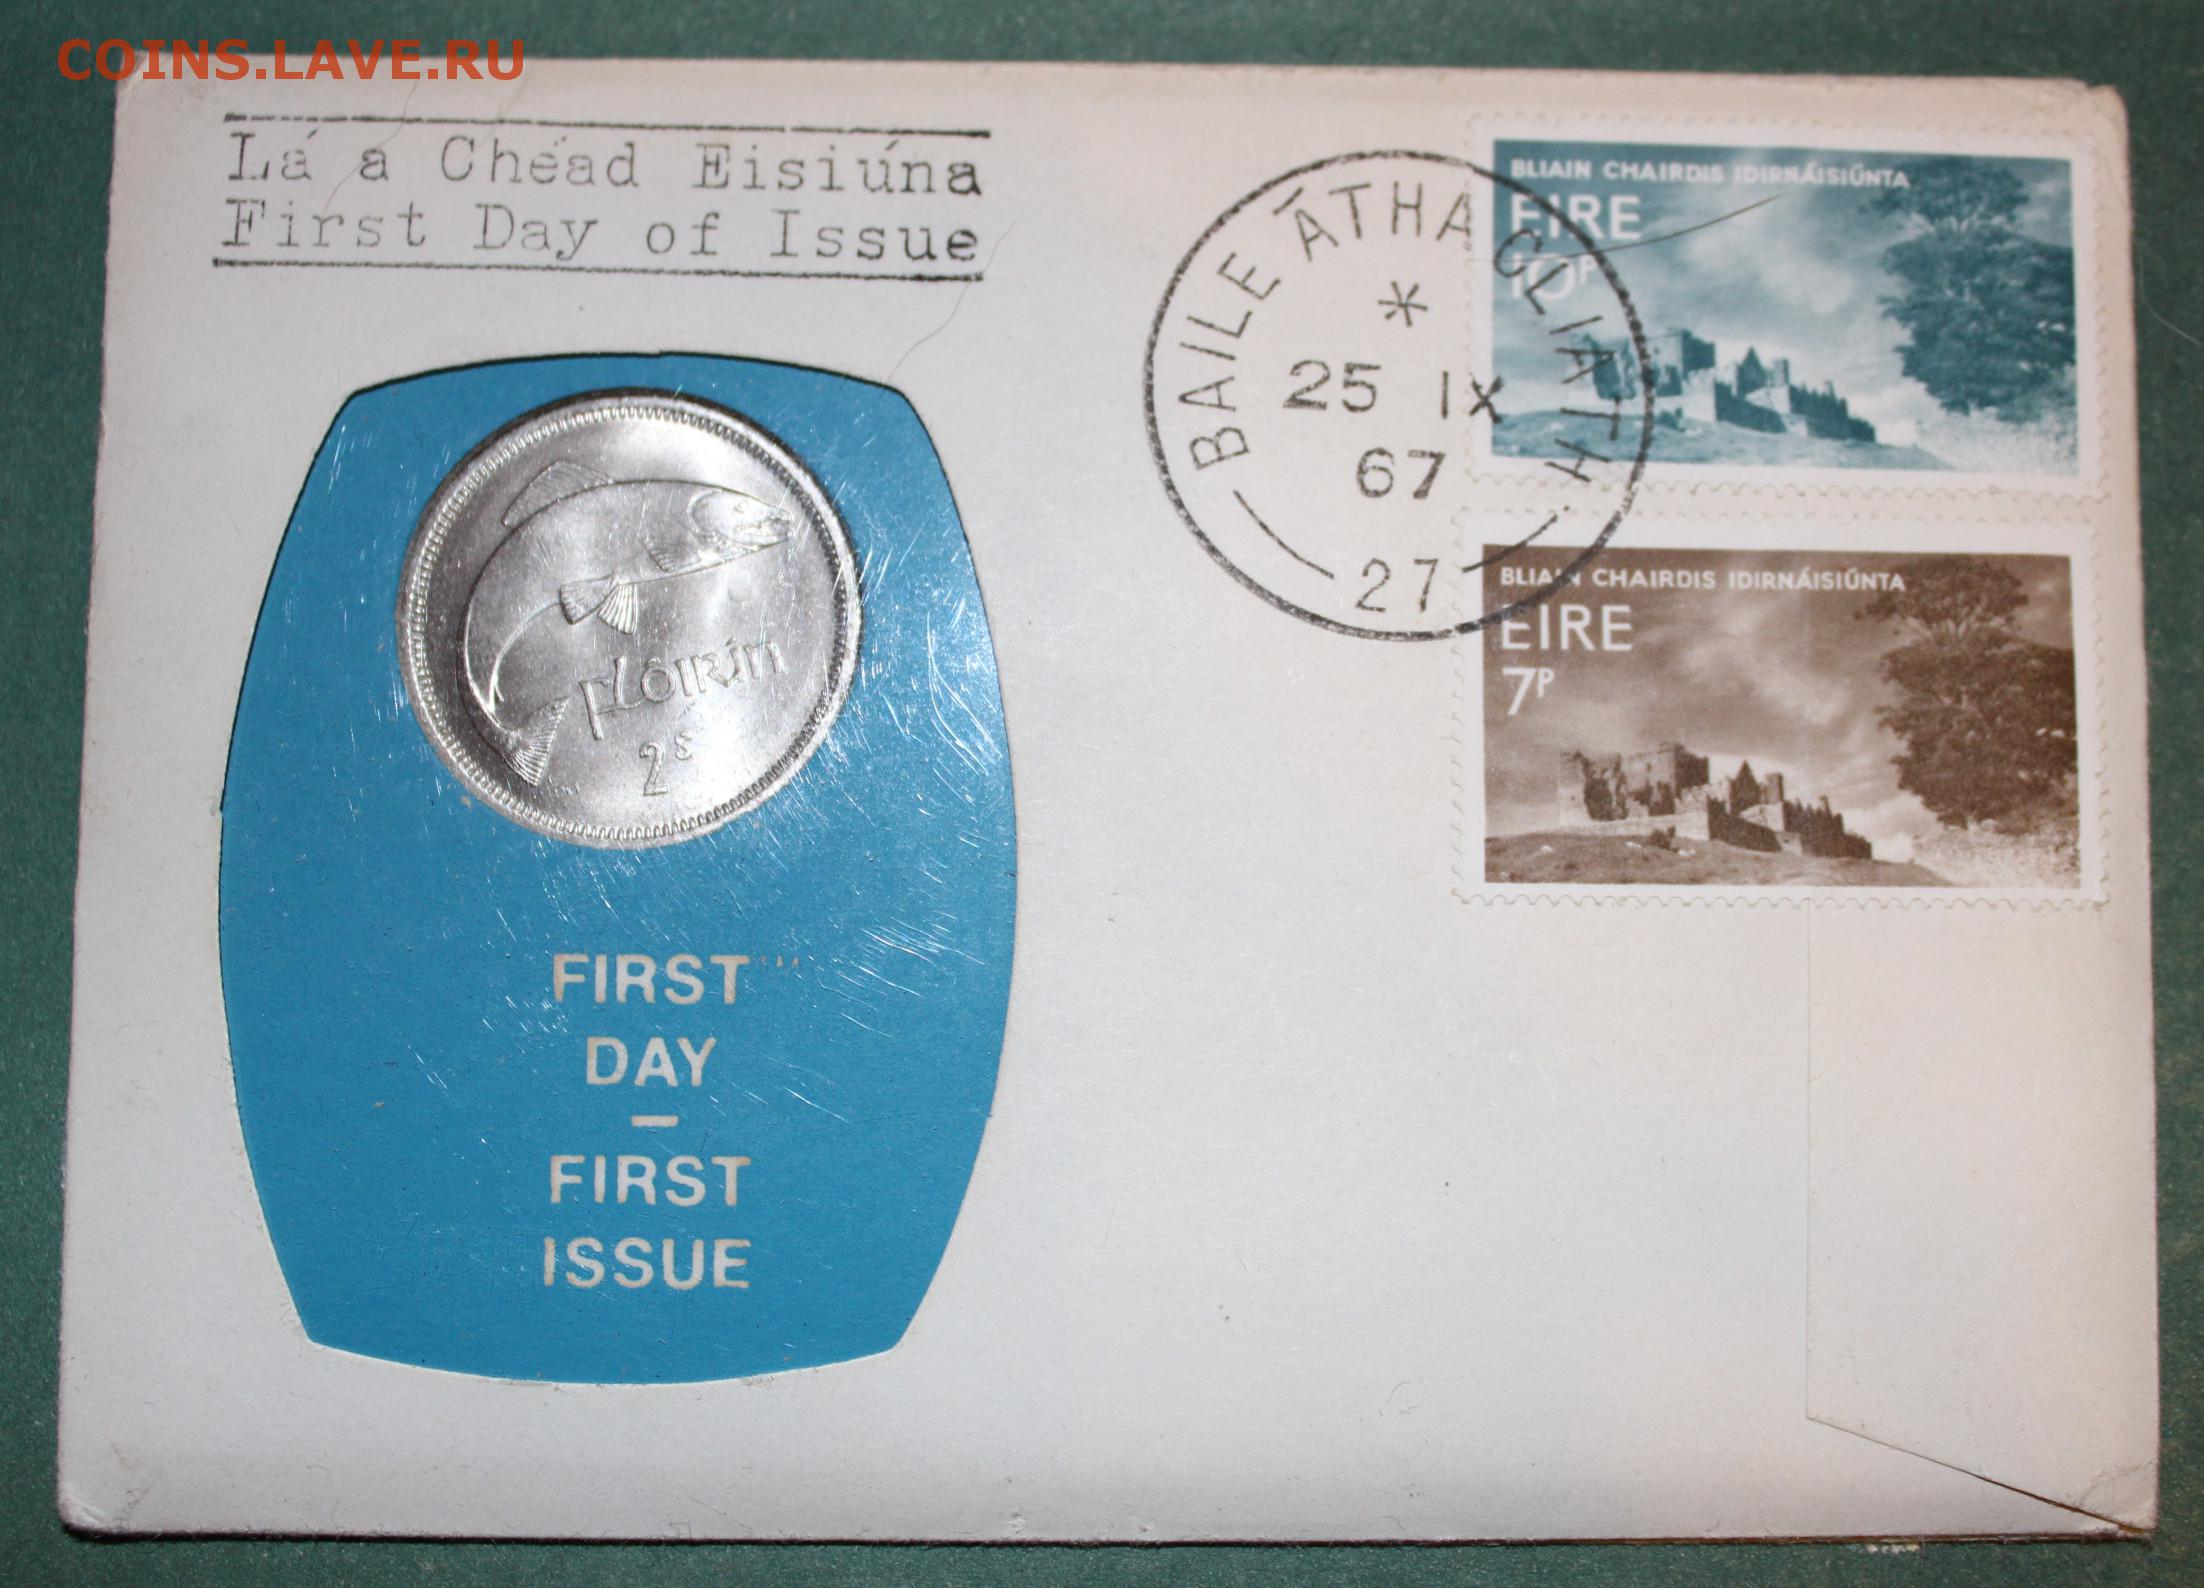 COINS.LAVE.RU
Lá a Chéad Eisiúna
First Day of Issue
BAILE ÁTHA CLIATH
25 IX
67
27
BLIAIN CHAIRDIS IDIRNÁISIÚNTA
EIRE
10P
BLIAIN CHAIRDIS IDIRNÁISIÚNTA
EIRE
7P
FLÓIRÍN
2S
FIRST
DAY
–
FIRST
ISSUE